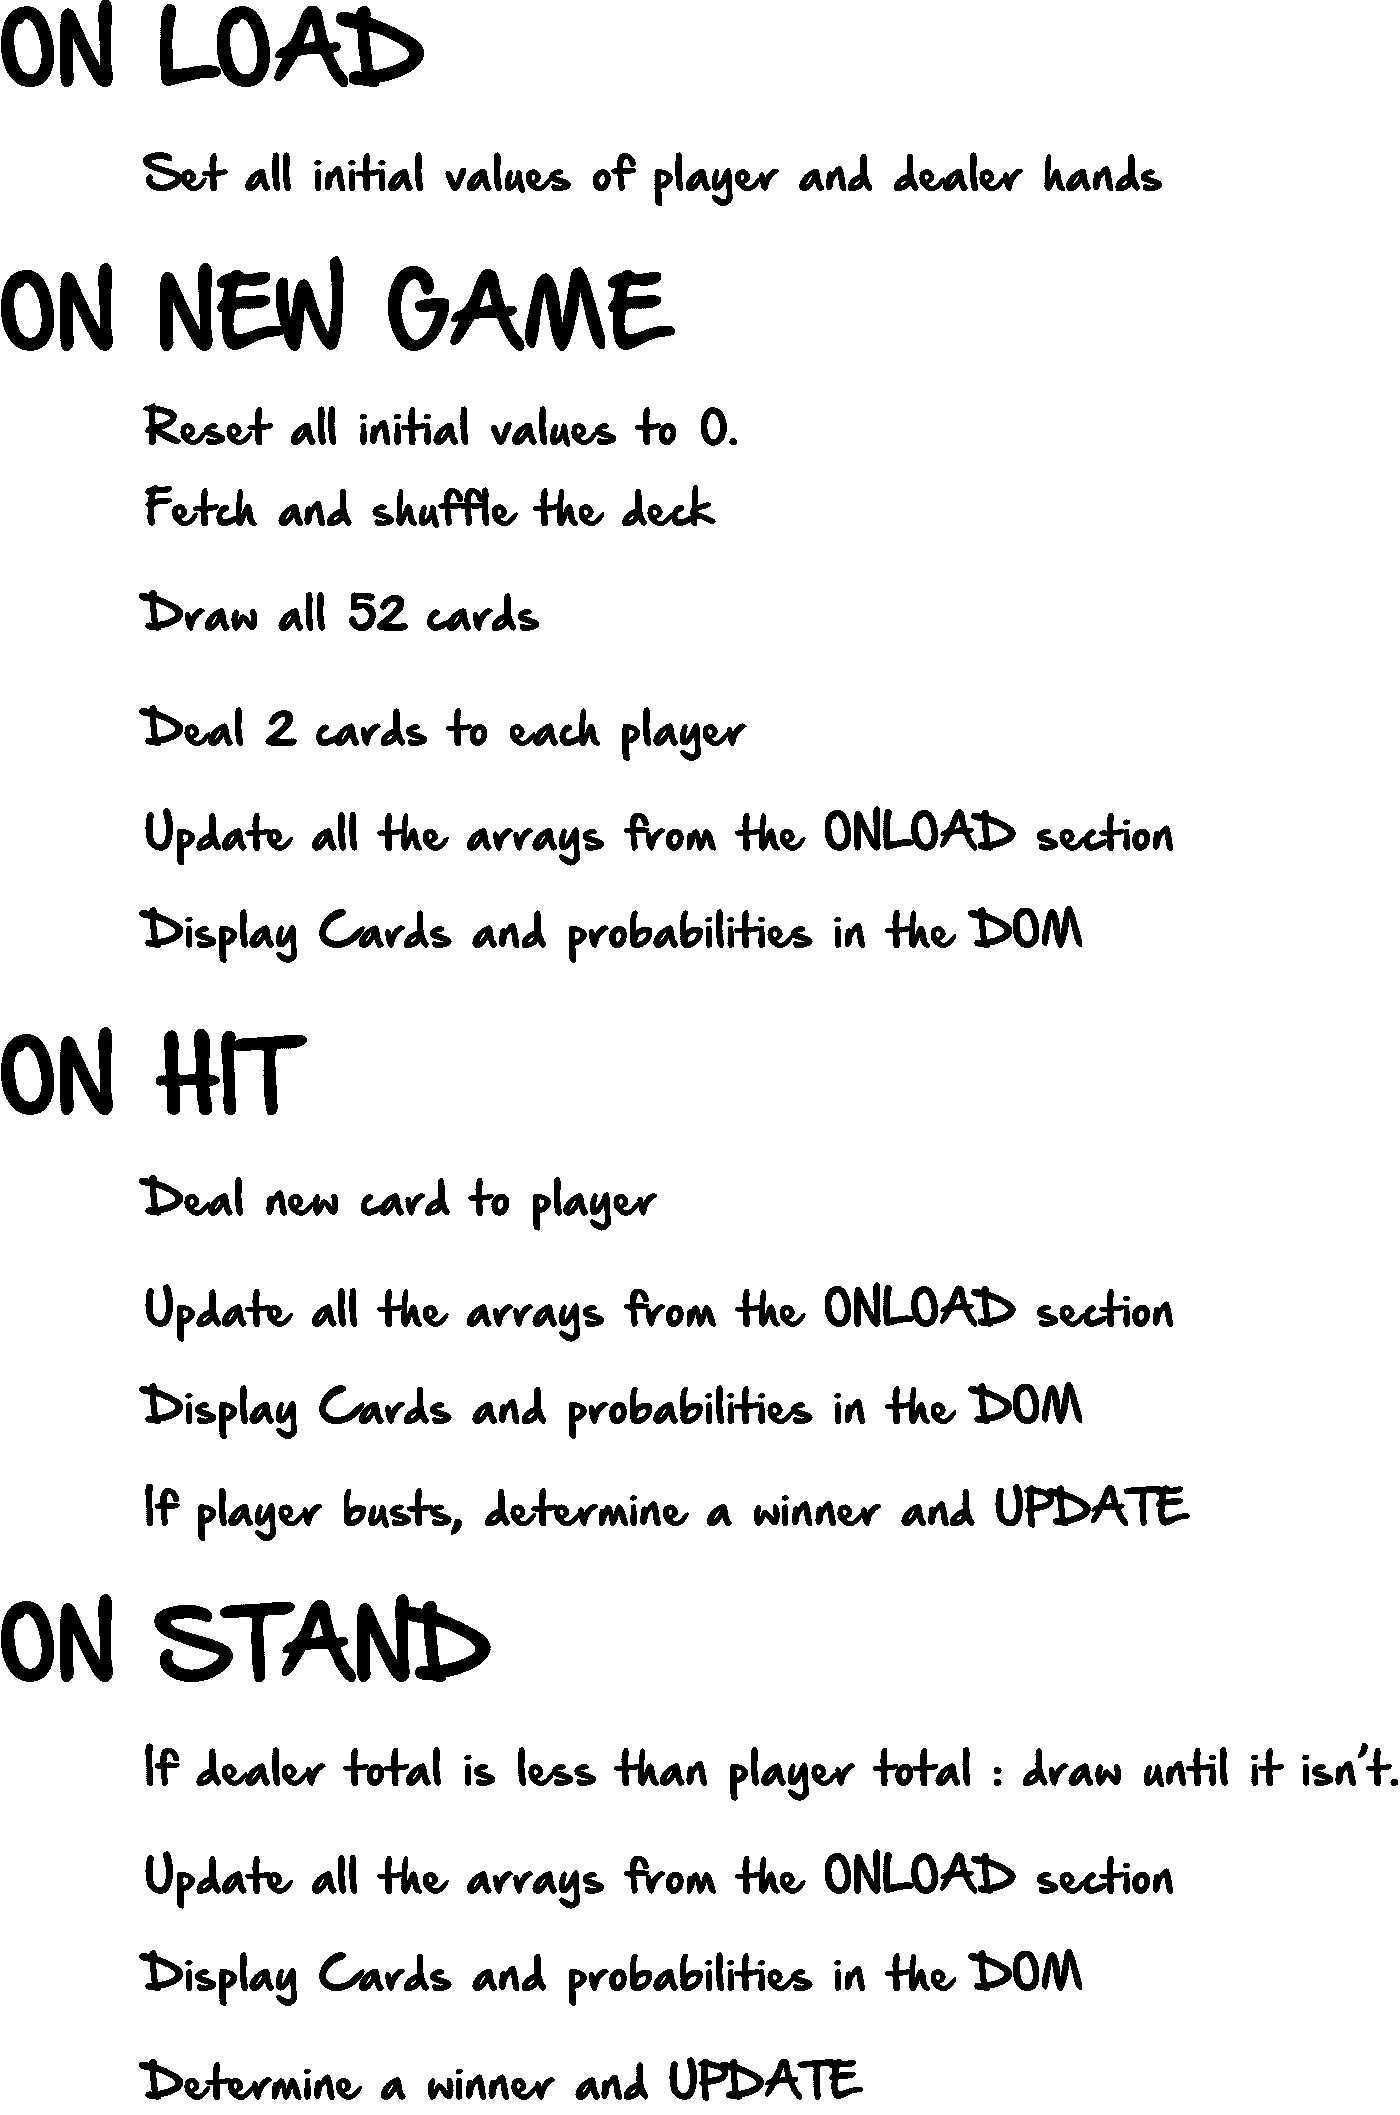 ON LOAD
Set all initial values of player and dealer hands
ON NEW GAME
Reset all initial values to 0.
Fetch and shuffle the deck
Draw all 52 cards
Deal 2 cards to each player
Update all the arrays from the ONLOAD section
Display Cards and probabilities in the DOM
ON HIT
Deal new card to player
Update all the arrays from the ONLOAD section
Display Cards and probabilities in the DOM
If player busts, determine a winner and UPDATE
ON STAND
If dealer total is less than player total : draw until it isn't.
Update all the arrays from the ONLOAD section
Display Cards and probabilities in the DOM
Determine a winner and UPDATE